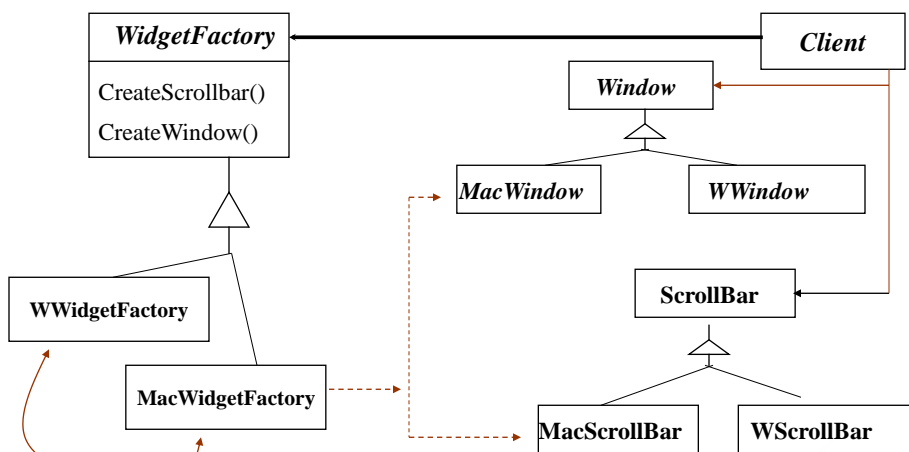 WidgetFactory
CreateScrollbar()
CreateWindow()
Client
Window
MacWindow
WWindow
WWidgetFactory
MacWidgetFactory
ScrollBar
MacScrollBar
WScrollBar